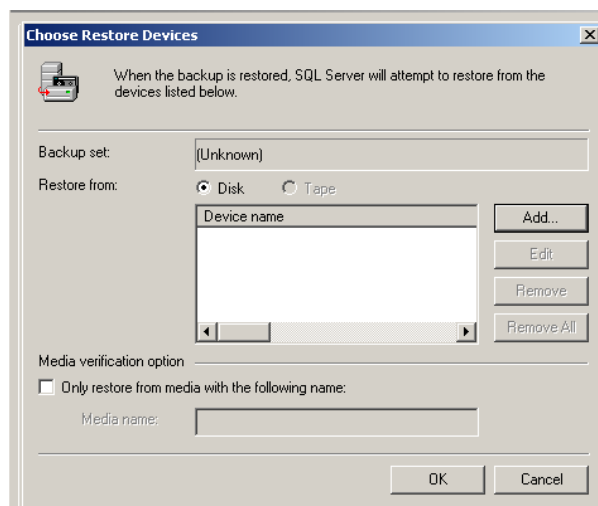 Choose Restore Devices
When the backup is restored, SQL Server will attempt to restore from the
devices listed below.
Backup set:
(Unknown)
Restore from:
Disk
Tape
Device name
Add...
Edit
Remove
Remove All
Media verification option
Only restore from media with the following name:
Media name:
OK
Cancel